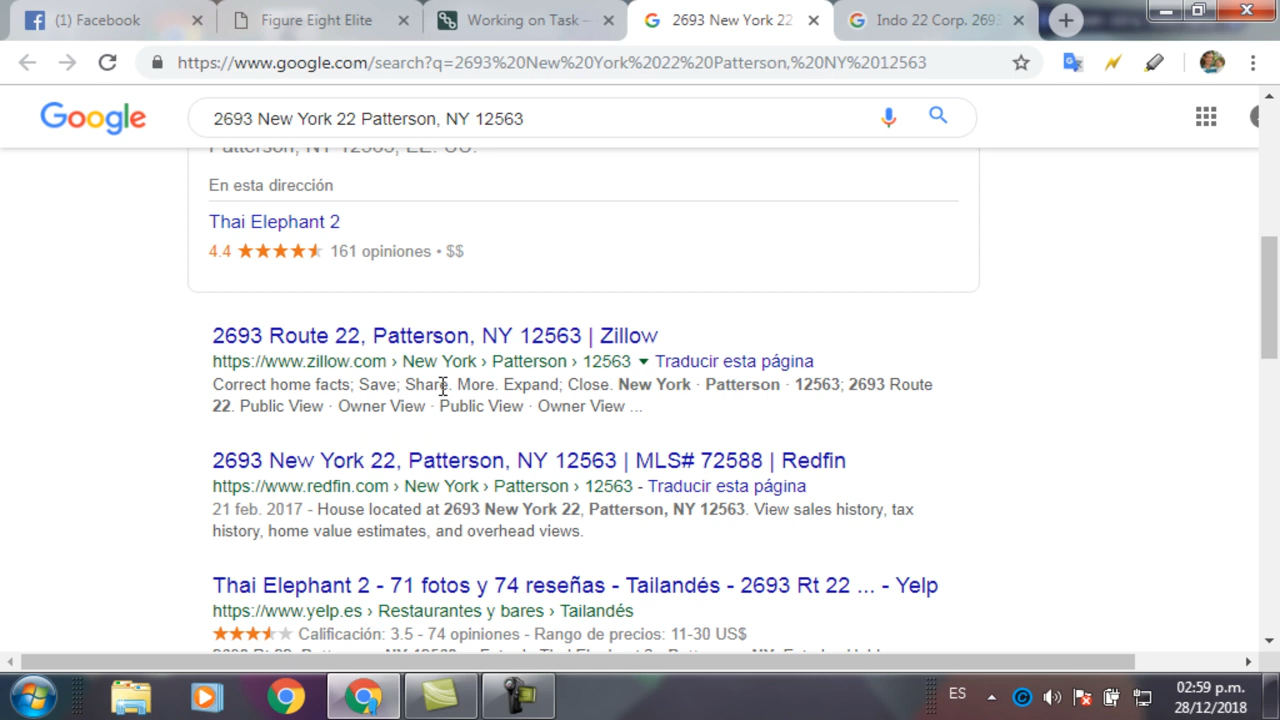 (1) Facebook
Figure Eight Elite
Working on Task –
2693 New York 22
Indo 22 Corp. 2693
https://www.google.com/search?q=2693%20New%20York%2022%20Patterson,%20NY%2012563
Google
2693 New York 22 Patterson, NY 12563
Patterson, NY 12563, EE. UU.
En esta dirección
Thai Elephant 2
4.4 161 opiniones • $$
2693 Route 22, Patterson, NY 12563 | Zillow
https://www.zillow.com › New York › Patterson › 12563 Traducir esta página
Correct home facts; Save; Share. More. Expand; Close. New York · Patterson · 12563; 2693 Route
22. Public View · Owner View · Public View · Owner View ...
2693 New York 22, Patterson, NY 12563 | MLS# 72588 | Redfin
https://www.redfin.com › New York › Patterson › 12563 - Traducir esta página
21 feb. 2017 - House located at 2693 New York 22, Patterson, NY 12563. View sales history, tax
history, home value estimates, and overhead views.
Thai Elephant 2 - 71 fotos y 74 reseñas - Tailandés - 2693 Rt 22 ... - Yelp
https://www.yelp.es › Restaurantes y bares › Tailandés
Calificación: 3.5 - 74 opiniones - Rango de precios: 11-30 US$
ES
02:59 p.m.
28/12/2018